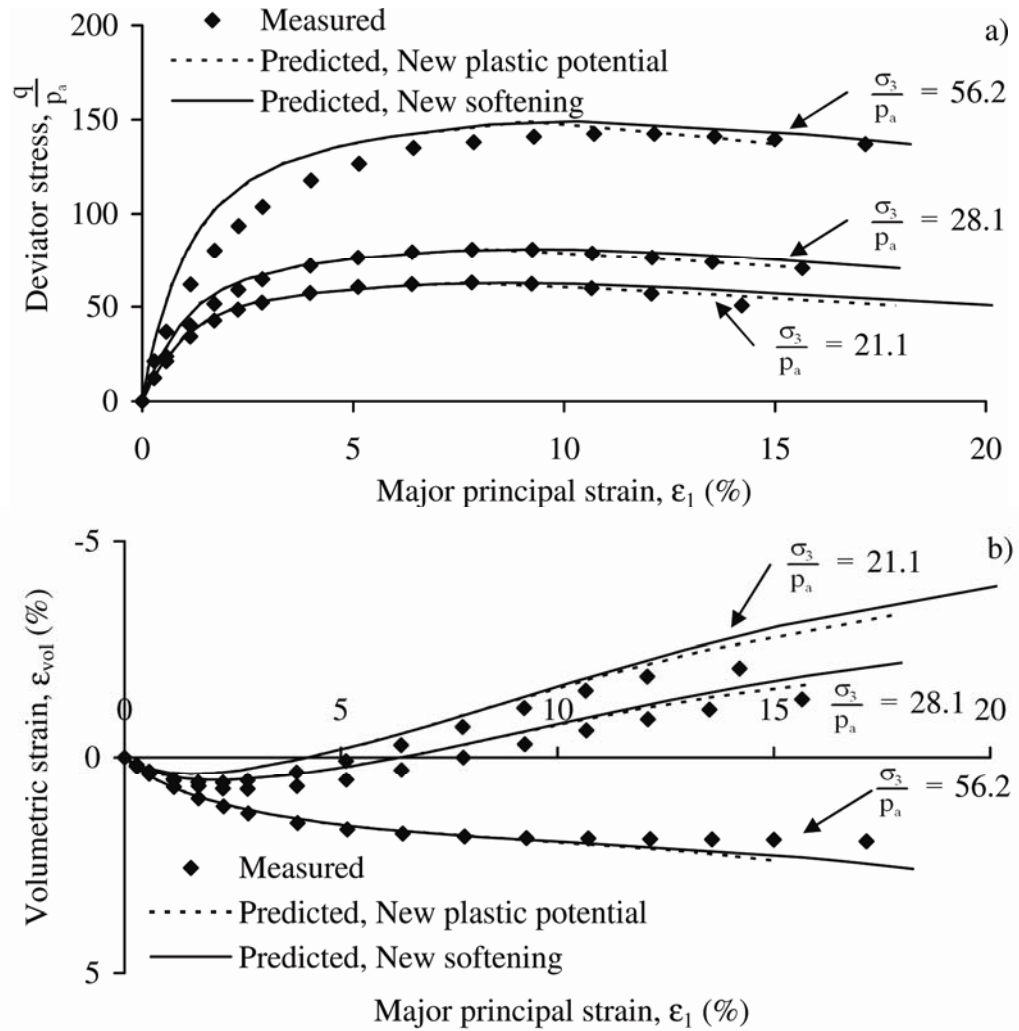 200
150
100
50
0
Deviator stress, q/pₐ
Measured
Predicted, New plastic potential
Predicted, New softening
a)
σ₃/pₐ = 56.2
σ₃/pₐ = 28.1
σ₃/pₐ = 21.1
0 5 10 15 20
Major principal strain, ε₁ (%)
b)
-5
0
5
Volumetric strain, εvol (%)
σ₃/pₐ = 21.1
0 5 10 15 20
σ₃/pₐ = 28.1
σ₃/pₐ = 56.2
Measured
Predicted, New plastic potential
Predicted, New softening
Major principal strain, ε₁ (%)